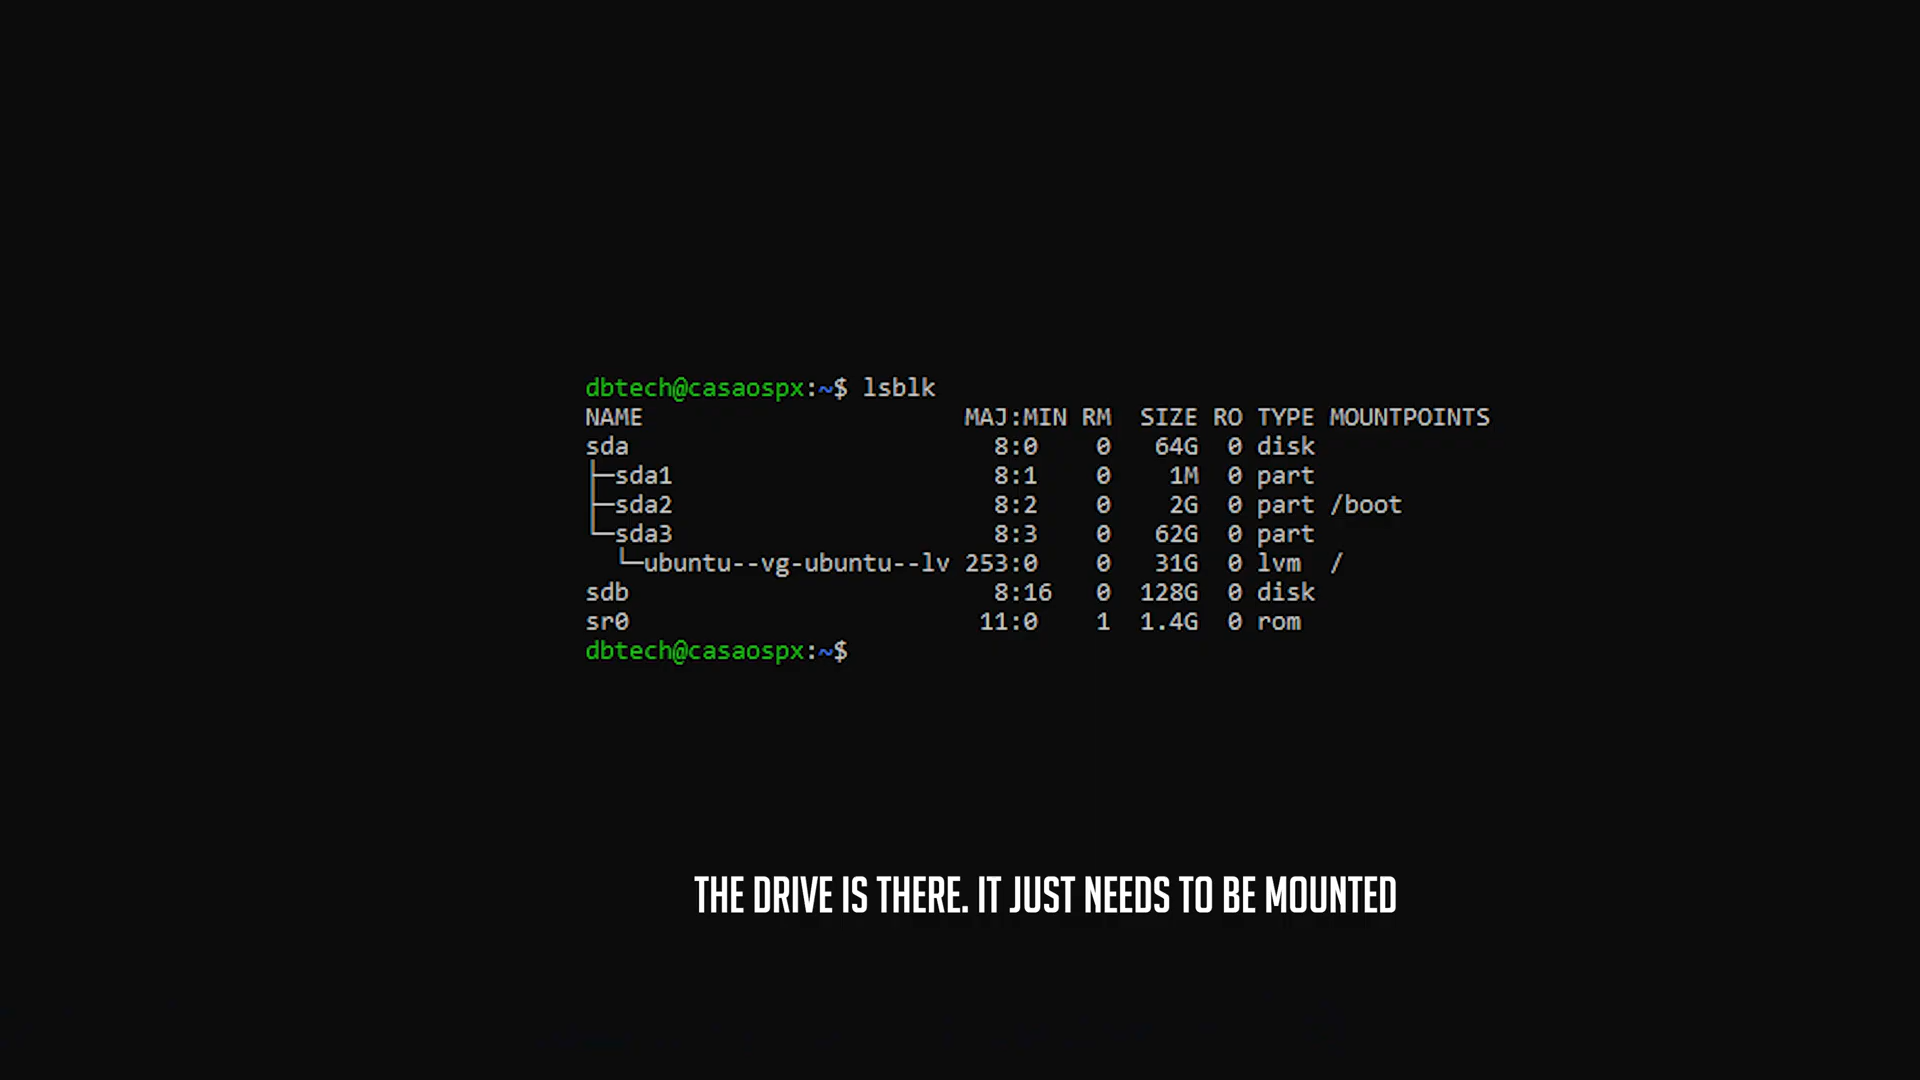 dbtech@casaospx:~$ lsblk
NAME                      MAJ:MIN RM  SIZE RO TYPE MOUNTPOINTS
sda                         8:0    0   64G  0 disk
├─sda1                      8:1    0    1M  0 part
├─sda2                      8:2    0    2G  0 part /boot
└─sda3                      8:3    0   62G  0 part
  └─ubuntu--vg-ubuntu--lv 253:0    0   31G  0 lvm  /
sdb                         8:16   0  128G  0 disk
sr0                        11:0    1  1.4G  0 rom
dbtech@casaospx:~$
THE DRIVE IS THERE. IT JUST NEEDS TO BE MOUNTED